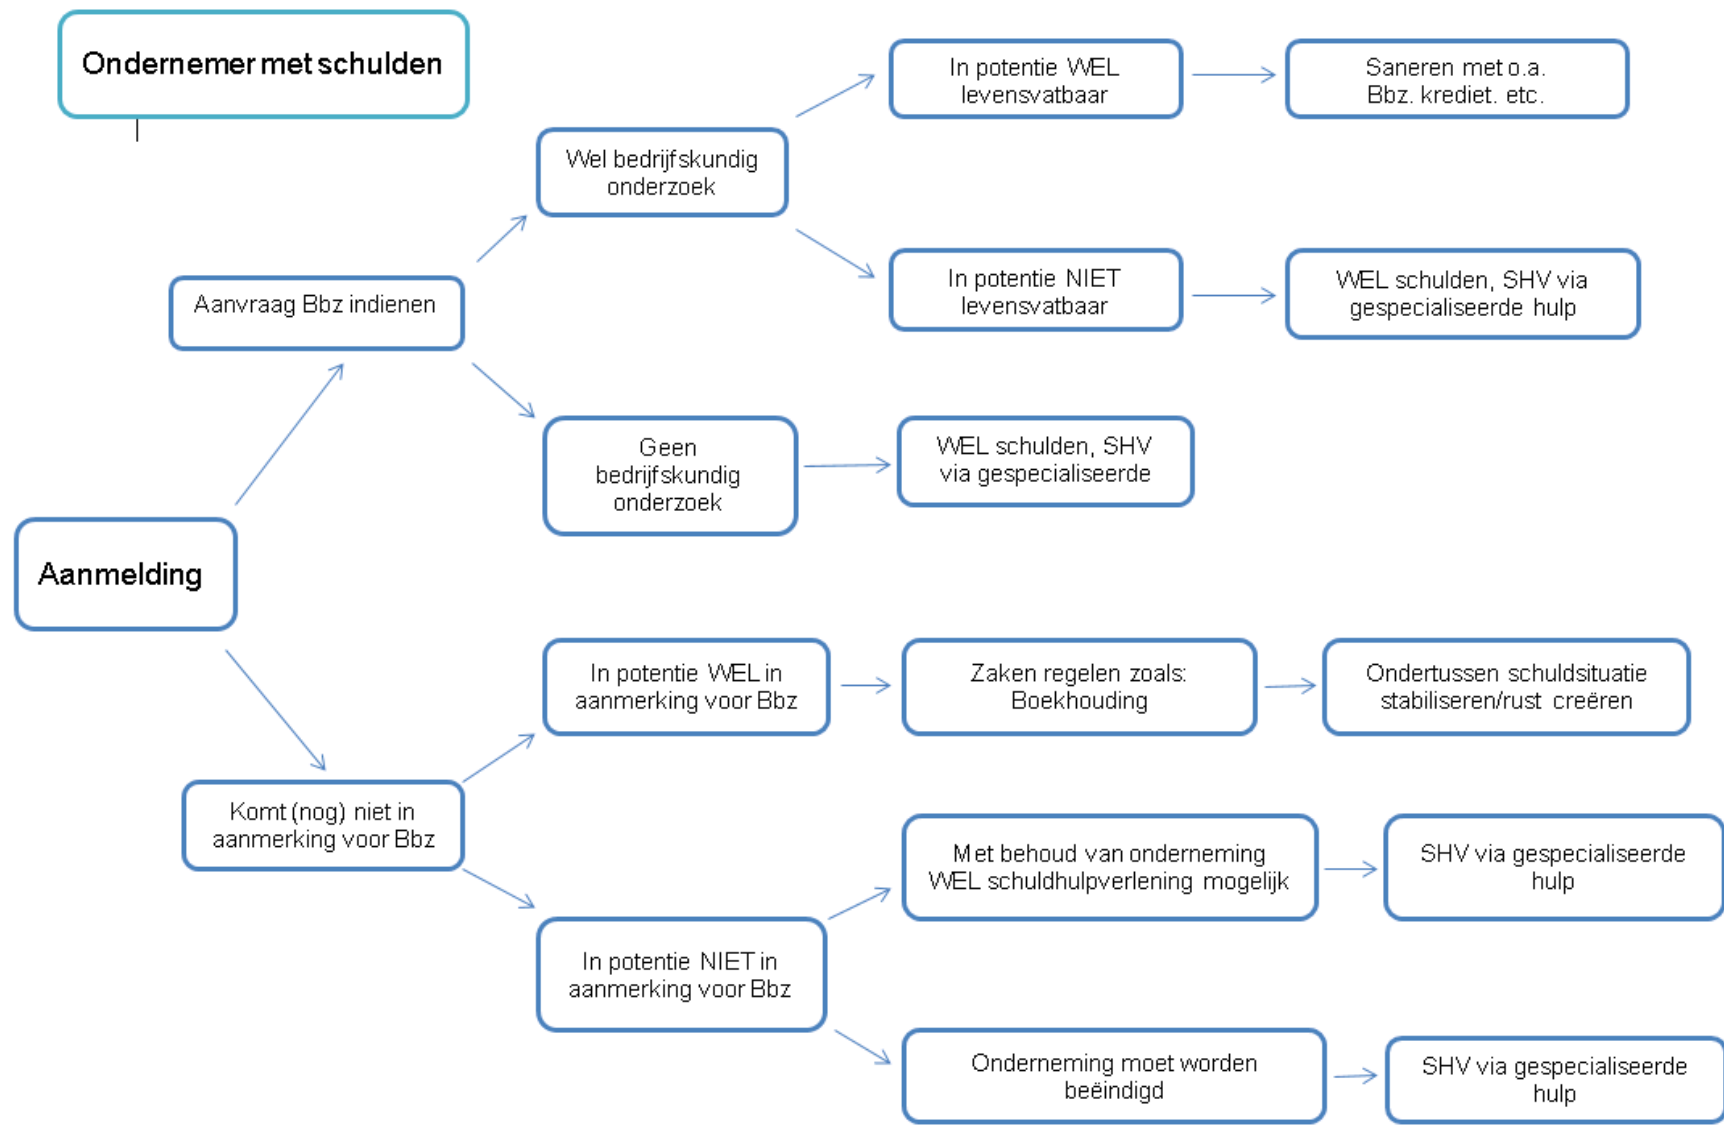 Ondernemer met schulden
In potentie WEL
levensvatbaar
Saneren met o.a.
Bbz. krediet. etc.
Wel bedrijfskundig
onderzoek
In potentie NIET
levensvatbaar
WEL schulden, SHV via
gespecialiseerde hulp
Aanvraag Bbz indienen
Geen
bedrijfskundig
onderzoek
WEL schulden, SHV
via gespecialiseerde
Aanmelding
In potentie WEL in
aanmerking voor Bbz
Zaken regelen zoals:
Boekhouding
Ondertussen schuldsituatie
stabiliseren/rust creëren
Komt (nog) niet in
aanmerking voor Bbz
Met behoud van onderneming
WEL schuldhulpverlening mogelijk
SHV via gespecialiseerde
hulp
In potentie NIET in
aanmerking voor Bbz
Onderneming moet worden
beëindigd
SHV via gespecialiseerde
hulp